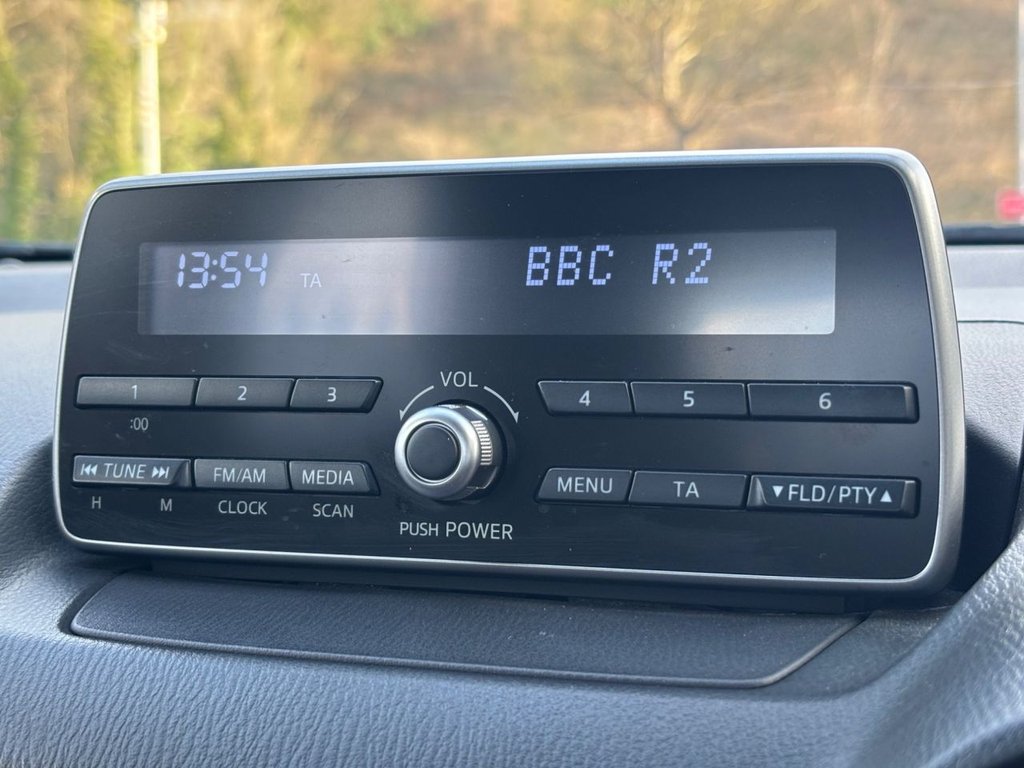 13:54 TA BBC R2
VOL
1 2 3 4 5 6
:00
TUNE FM/AM MEDIA MENU TA FLD/PTY
H M CLOCK SCAN
PUSH POWER